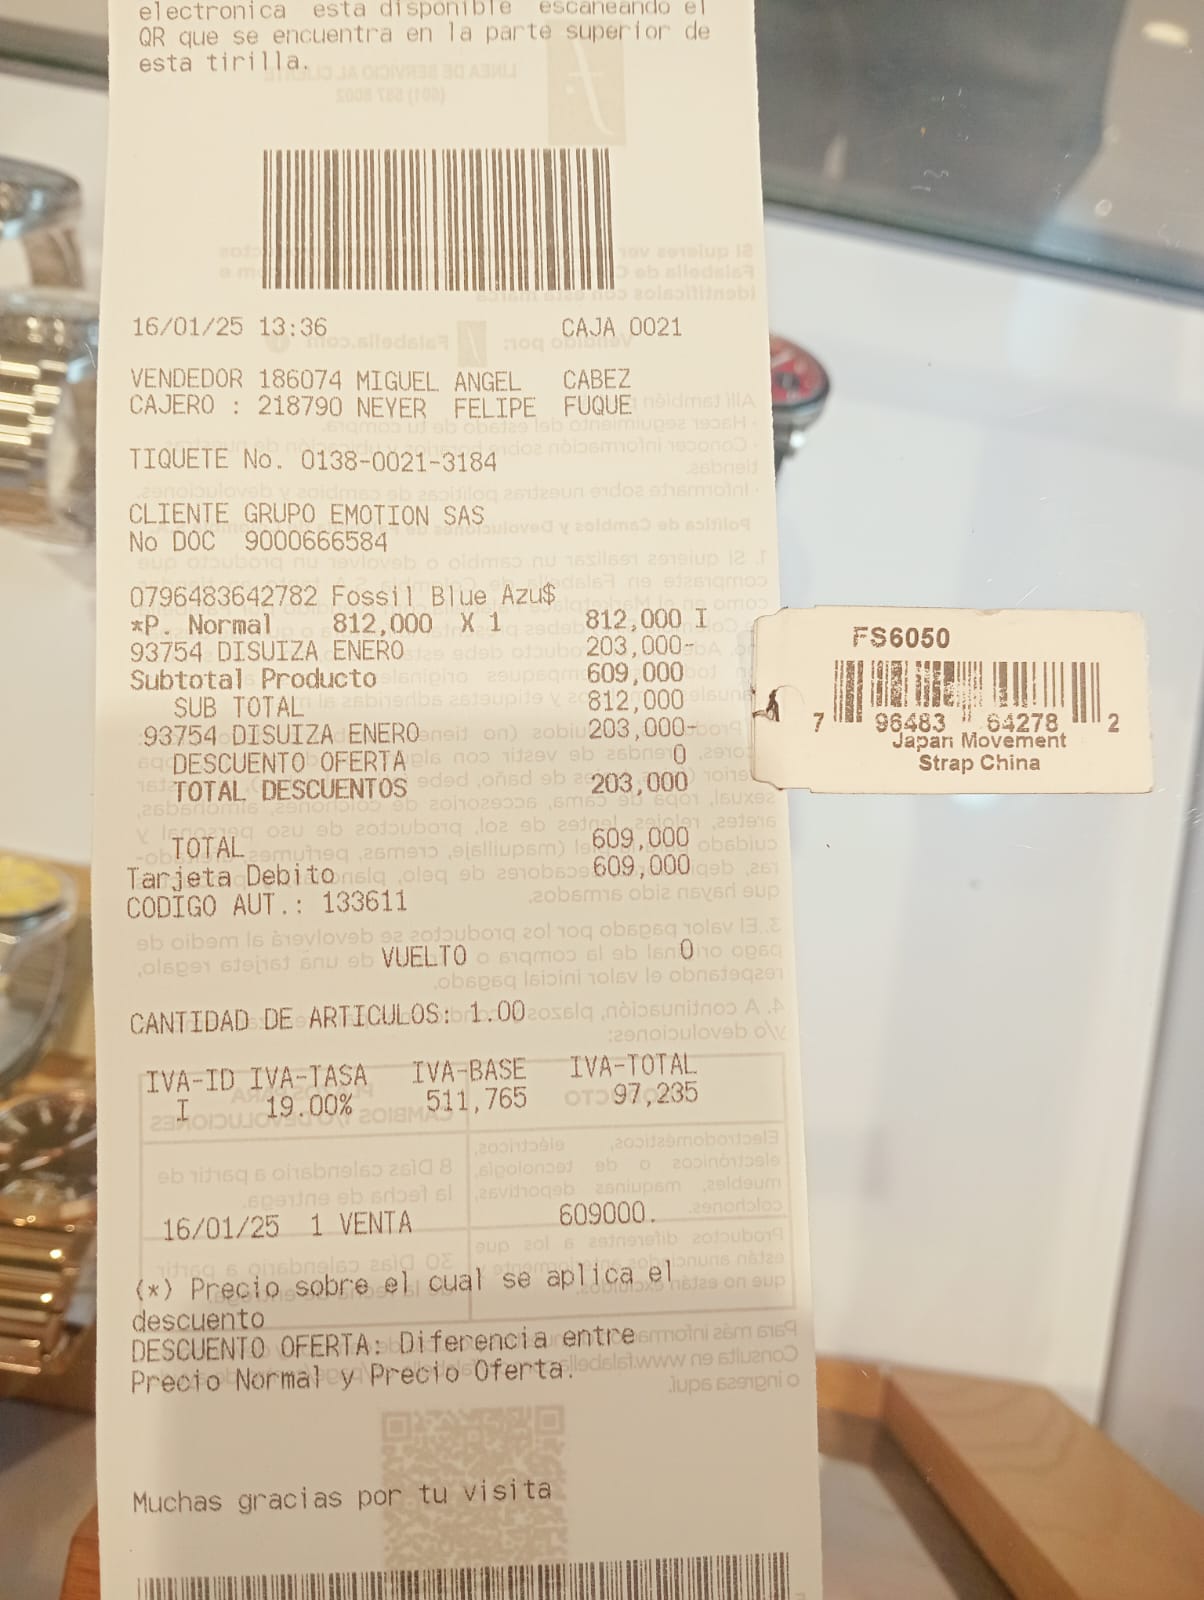 electronica esta disponible escaneando el
QR que se encuentra en la parte superior de
esta tirilla.
16/01/25 13:36 CAJA 0021
VENDEDOR 186074 MIGUEL ANGEL CABEZ
CAJERO : 218790 NEYER FELIPE FUQUE
TIQUETE No. 0138-0021-3184
CLIENTE GRUPO EMOTION SAS
No DOC 9000666584
0796483642782 Fossil Blue Azu$
*P. Normal 812,000 X 1 812,000 I
93754 DISUIZA ENERO 203,000-
Subtotal Producto 609,000
SUB TOTAL 812,000
93754 DISUIZA ENERO 203,000-
DESCUENTO OFERTA 0
TOTAL DESCUENTOS 203,000
TOTAL 609,000
Tarjeta Debito 609,000
CODIGO AUT.: 133611
VUELTO 0
CANTIDAD DE ARTICULOS: 1.00
IVA-ID IVA-TASA IVA-BASE IVA-TOTAL
I 19.00% 511,765 97,235
16/01/25 1 VENTA 609000.
(*) Precio sobre el cual se aplica el
descuento
DESCUENTO OFERTA: Diferencia entre
Precio Normal y Precio Oferta.
Muchas gracias por tu visita
FS6050
7 96483 64278 2
Japan Movement
Strap China